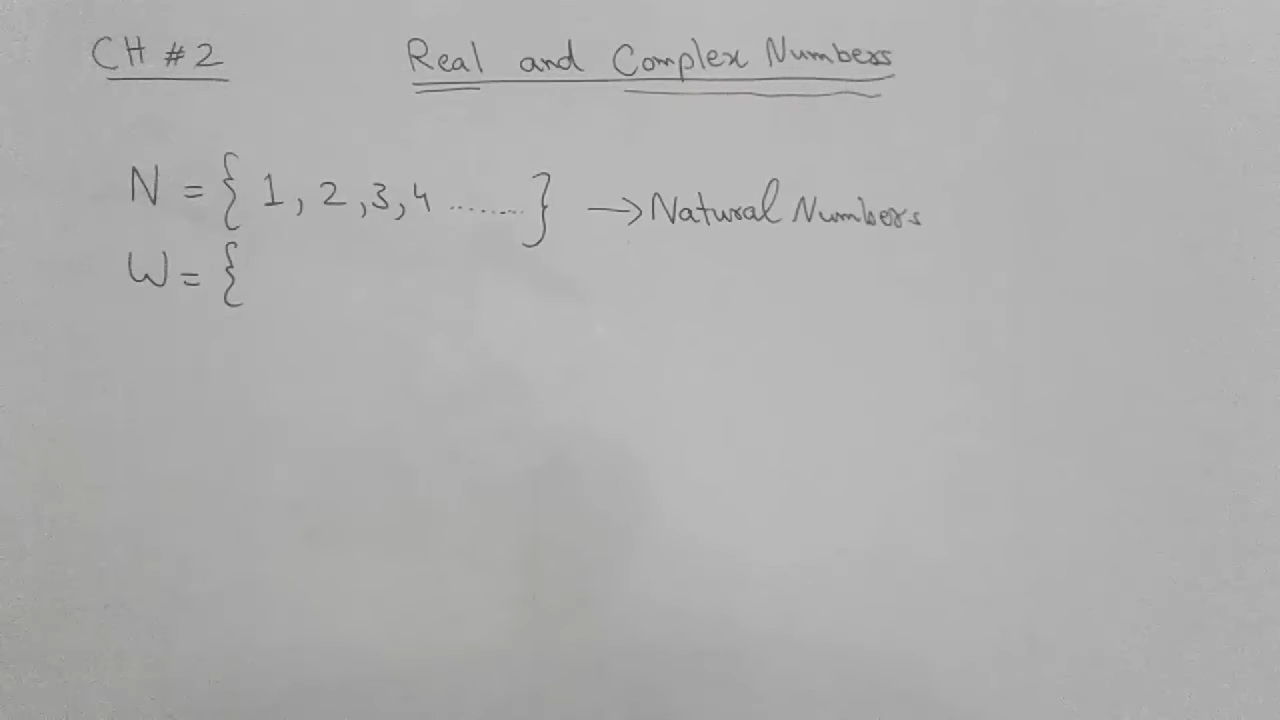 CH # 2
Real and Complex Numbers
N = { 1, 2, 3, 4 ........ } → Natural Numbers
W = {